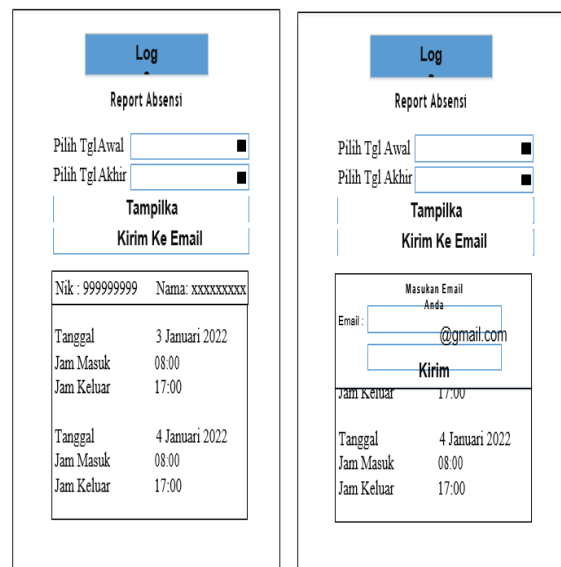 Log
Report Absensi
Pilih Tgl Awal
Pilih Tgl Akhir
Tampilka
Kirim Ke Email
Nik : 999999999 Nama: xxxxxxxxx
Tanggal 3 Januari 2022
Jam Masuk 08:00
Jam Keluar 17:00
Tanggal 4 Januari 2022
Jam Masuk 08:00
Jam Keluar 17:00
Log
Report Absensi
Pilih Tgl Awal
Pilih Tgl Akhir
Tampilka
Kirim Ke Email
Masukan Email
Anda
Email :
@gmail.com
Kirim
Jam Keluar 17:00
Tanggal 4 Januari 2022
Jam Masuk 08:00
Jam Keluar 17:00